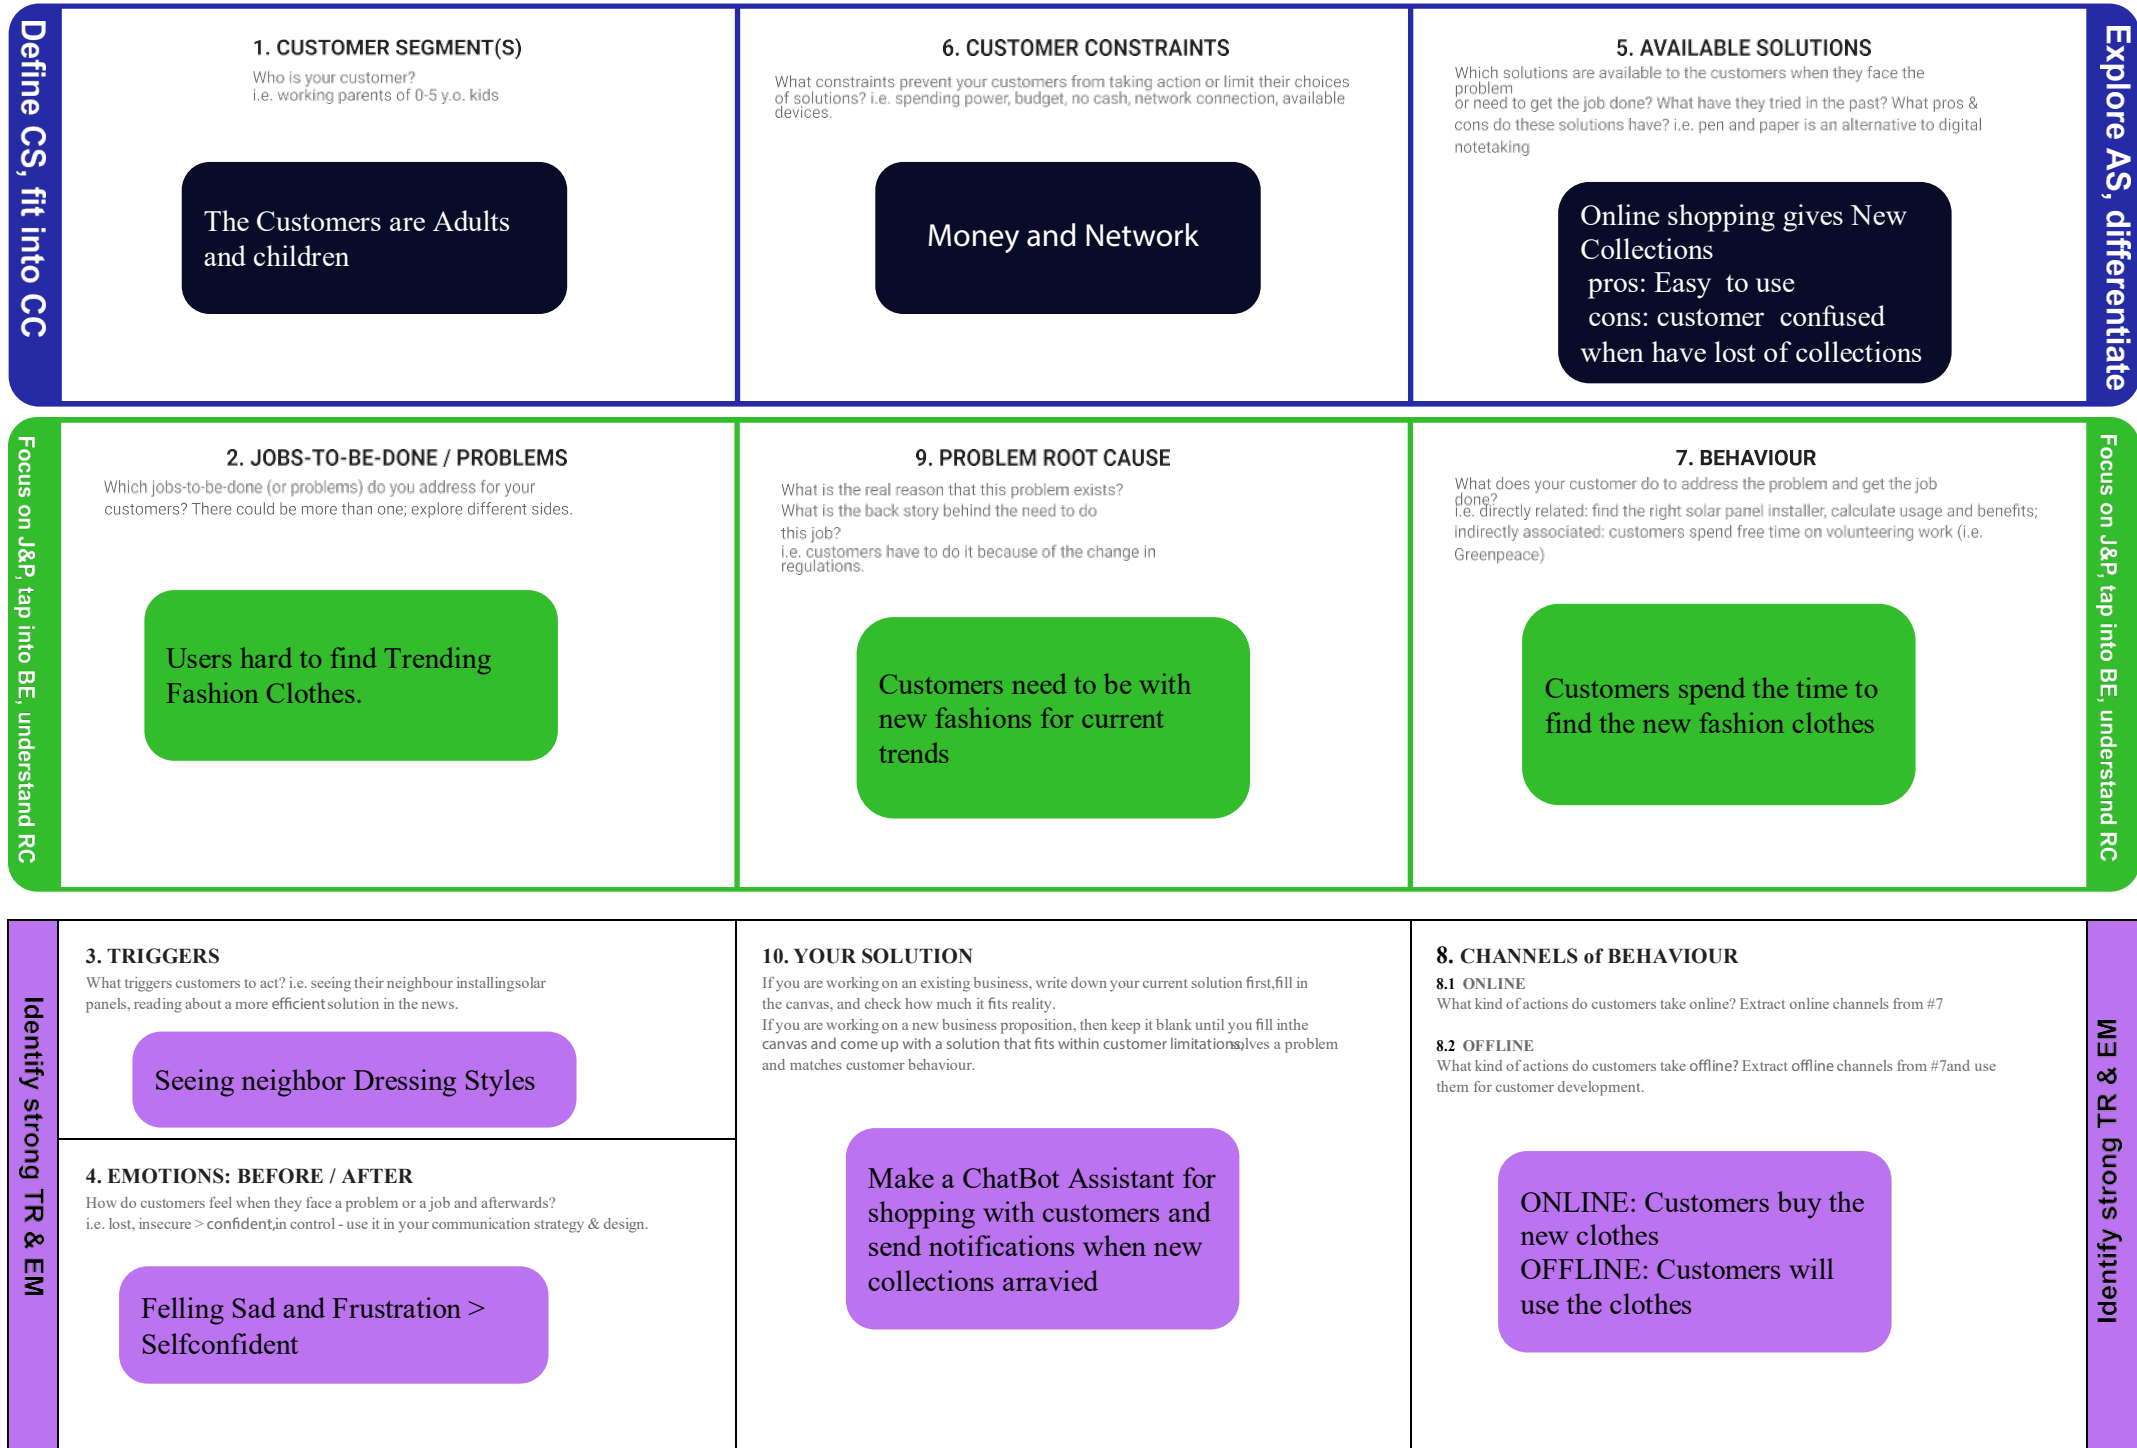 Define CS, fit into CC
1. CUSTOMER SEGMENT(S)
Who is your customer?
i.e. working parents of 0-5 y.o. kids
The Customers are Adults
and children
6. CUSTOMER CONSTRAINTS
What constraints prevent your customers from taking action or limit their choices
of solutions? i.e. spending power, budget, no cash, network connection, available
devices.
Money and Network
5. AVAILABLE SOLUTIONS
Which solutions are available to the customers when they face the
problem
or need to get the job done? What have they tried in the past? What pros &
cons do these solutions have? i.e. pen and paper is an alternative to digital
notetaking
Online shopping gives New
Collections
pros: Easy to use
cons: customer confused
when have lost of collections
Explore AS, differentiate
Focus on J&P, tap into BE, understand RC
2. JOBS-TO-BE-DONE / PROBLEMS
Which jobs-to-be-done (or problems) do you address for your
customers? There could be more than one; explore different sides.
Users hard to find Trending
Fashion Clothes.
9. PROBLEM ROOT CAUSE
What is the real reason that this problem exists?
What is the back story behind the need to do
this job?
i.e. customers have to do it because of the change in
regulations.
Customers need to be with
new fashions for current
trends
7. BEHAVIOUR
What does your customer do to address the problem and get the job
done?
i.e. directly related: find the right solar panel installer, calculate usage and benefits;
indirectly associated: customers spend free time on volunteering work (i.e.
Greenpeace)
Customers spend the time to
find the new fashion clothes
Focus on J&P, tap into BE, understand RC
Identify strong TR & EM
3. TRIGGERS
What triggers customers to act? i.e. seeing their neighbour installingsolar
panels, reading about a more efficient solution in the news.
Seeing neighbor Dressing Styles
4. EMOTIONS: BEFORE / AFTER
How do customers feel when they face a problem or a job and afterwards?
i.e. lost, insecure > confident,in control - use it in your communication strategy & design.
Felling Sad and Frustration >
Selfconfident
10. YOUR SOLUTION
If you are working on an existing business, write down your current solution first,fill in
the canvas, and check how much it fits reality.
If you are working on a new business proposition, then keep it blank until you fill inthe
canvas and come up with a solution that fits within customer limitations, solves a problem
and matches customer behaviour.
Make a ChatBot Assistant for
shopping with customers and
send notifications when new
collections arravied
8. CHANNELS of BEHAVIOUR
8.1 ONLINE
What kind of actions do customers take online? Extract online channels from #7
8.2 OFFLINE
What kind of actions do customers take offline? Extract offline channels from #7and use
them for customer development.
ONLINE: Customers buy the
new clothes
OFFLINE: Customers will
use the clothes
Identify strong TR & EM